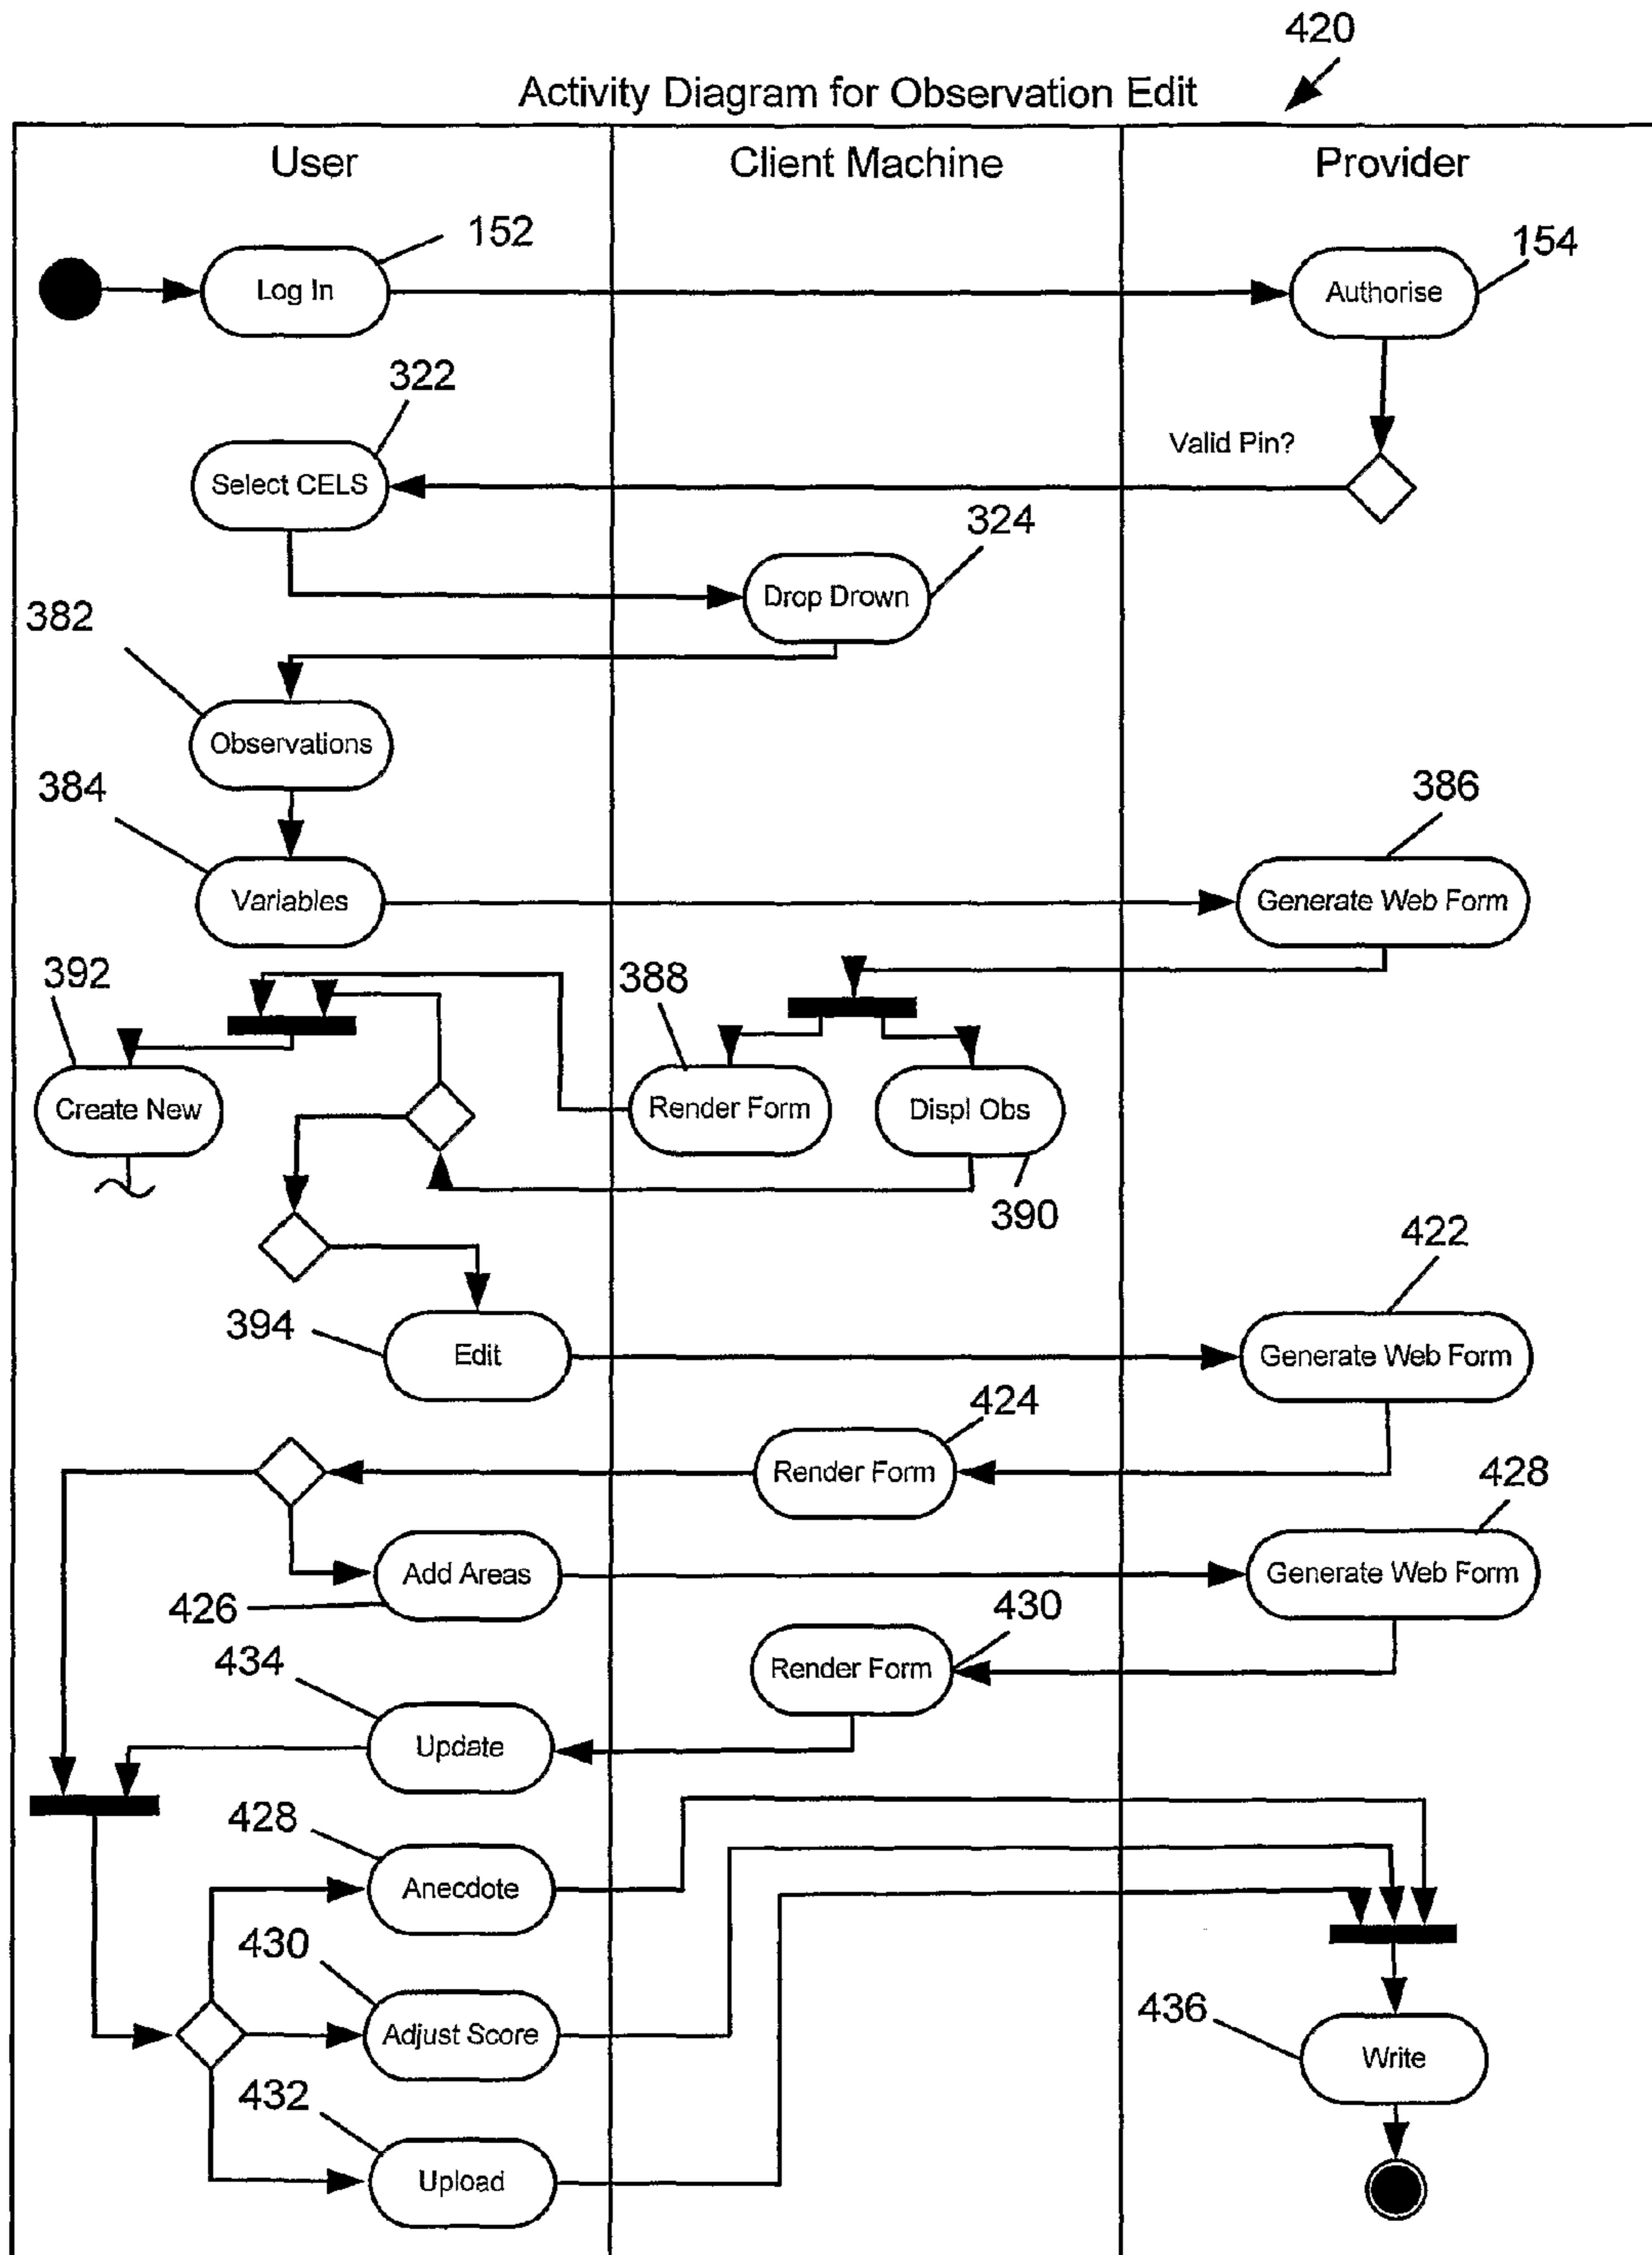 420
Activity Diagram for Observation Edit
User
Client Machine
Provider
152
154
Log In
Authorise
322
Valid Pin?
Select CELS
324
Drop Drown
382
Observations
384
386
Variables
Generate Web Form
392
388
Create New
Render Form
Displ Obs
390
422
394
Edit
Generate Web Form
424
428
Render Form
Add Areas
Generate Web Form
426
430
434
Render Form
Update
428
Anecdote
430
436
Adjust Score
Write
432
Upload